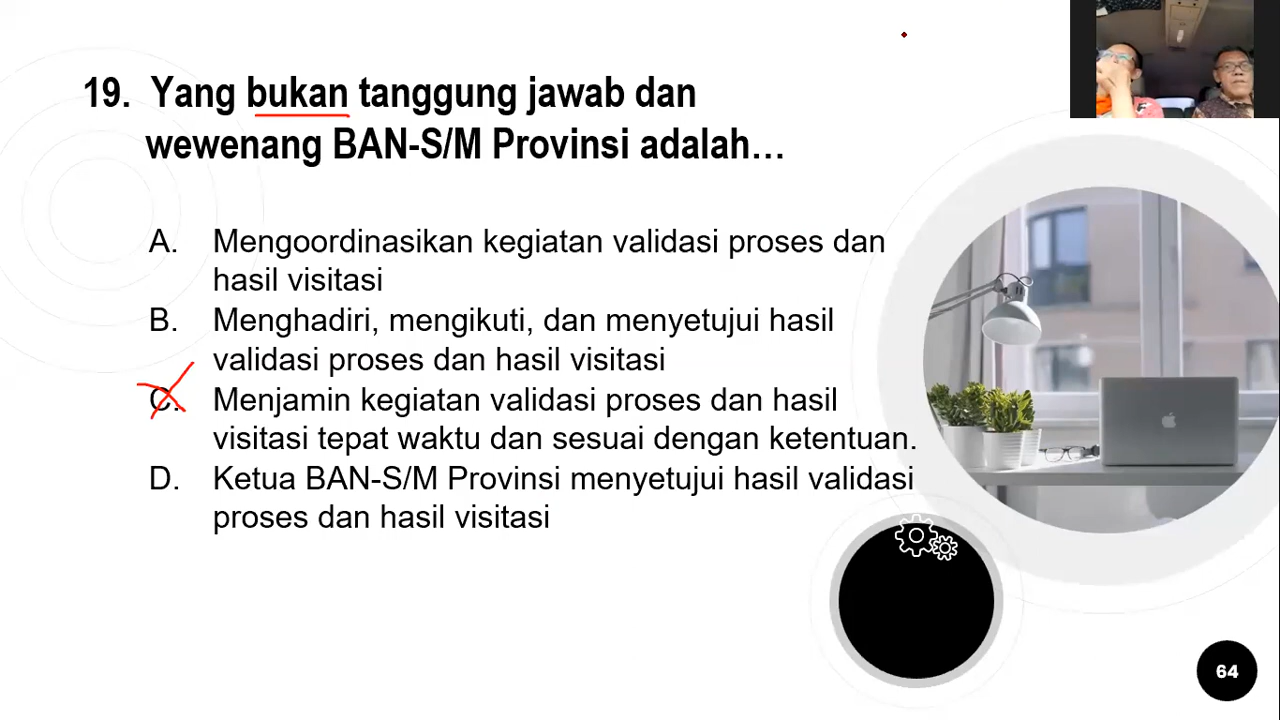 19. Yang bukan tanggung jawab dan
wewenang BAN-S/M Provinsi adalah...
A. Mengoordinasikan kegiatan validasi proses dan
hasil visitasi
B. Menghadiri, mengikuti, dan menyetujui hasil
validasi proses dan hasil visitasi
C. Menjamin kegiatan validasi proses dan hasil
visitasi tepat waktu dan sesuai dengan ketentuan.
D. Ketua BAN-S/M Provinsi menyetujui hasil validasi
proses dan hasil visitasi
64